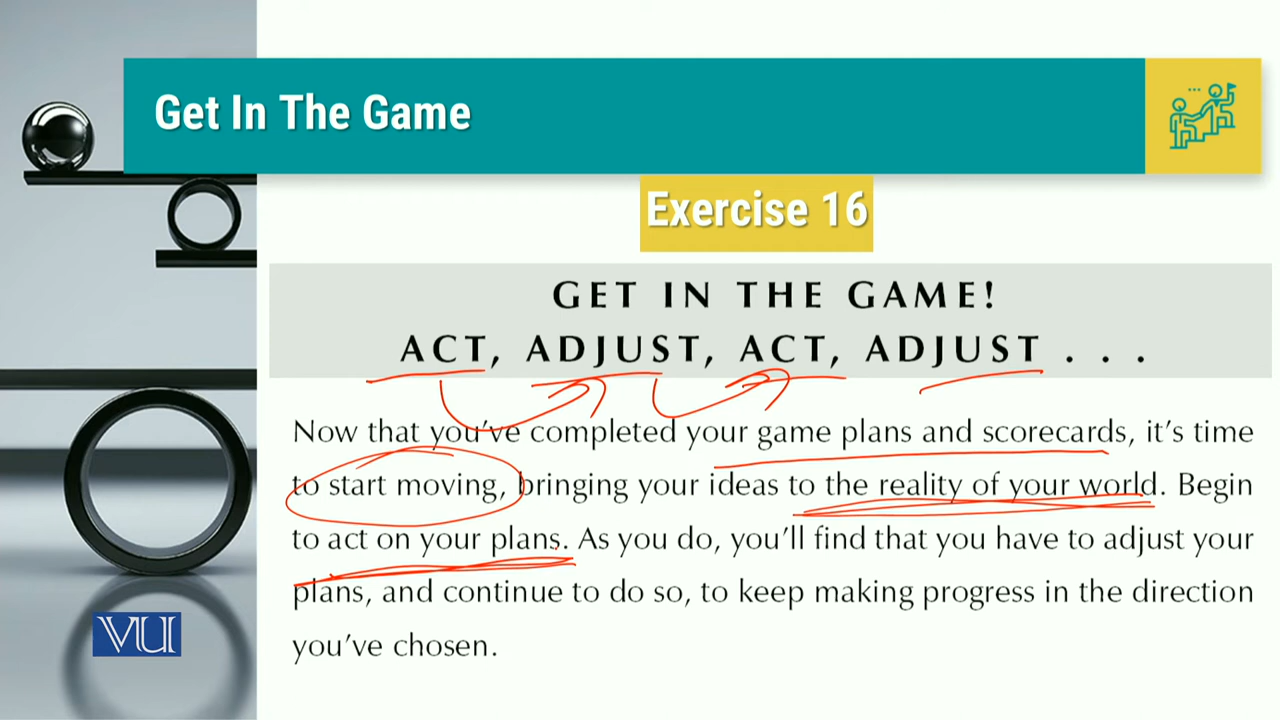 Get In The Game
Exercise 16
GET IN THE GAME!
ACT, ADJUST, ACT, ADJUST . . .
Now that you’ve completed your game plans and scorecards, it’s time
to start moving, bringing your ideas to the reality of your world. Begin
to act on your plans. As you do, you’ll find that you have to adjust your
plans, and continue to do so, to keep making progress in the direction
you’ve chosen.
VU